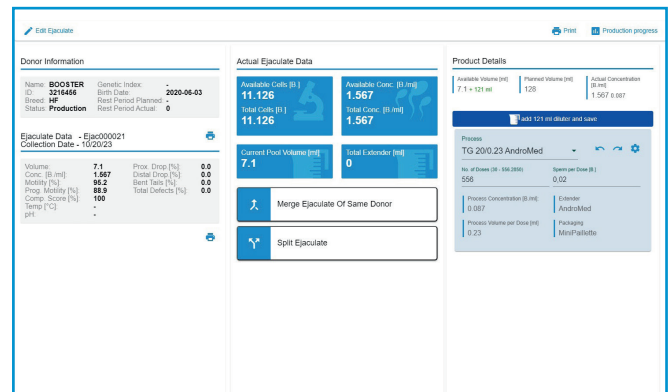 Edit Ejaculate
Print
Production progress
Donor Information
Name: BOOSTER
Genetic Index: -
ID: 3216456
Birth Date: 2020-06-03
Breed: HF
Rest Period Planned: -
Status: Production
Rest Period Actual: 0
Ejaculate Data - Ejac000021
Collection Date - 10/20/23
Volume: 7.1
Prox. Drop.[%]: 0.0
Conc. [B./ml]: 1.567
Distal Drop.[%]: 0.0
Motility [%]: 95.2
Bent Tails [%]: 0.0
Prog. Motility [%]: 88.9
Total Defects [%]: 0.0
Comp. Score [%]: 100
Temp [°C]: -
pH: -
Actual Ejaculate Data
Available Cells [B.]
11.126
Total Cells [B.]
11.126
Available Conc. [B./ml]
1.567
Total Conc. [B./ml]
1.567
Current Pool Volume [ml]
7.1
Total Extender [ml]
0
Merge Ejaculate Of Same Donor
Split Ejaculate
Product Details
Available Volume [ml]
7.1 + 121 ml
Planned Volume [ml]
128
Actual Concentration [B./ml]
1.567 0.087
add 121 ml diluter and save
Process
TG 20/0.23 AndroMed
No. of Doses (30 - 556.2850)
556
Sperm per Dose [B.]
0.02
Process Concentration [B./ml]
0.087
Extender
AndroMed
Process Volume per Dose [ml]
0.23
Packaging
MiniPaillette